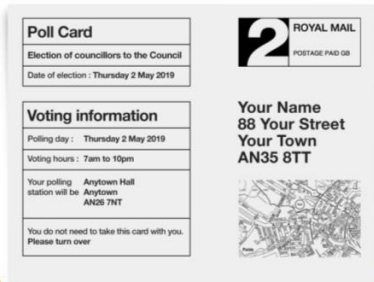 Poll Card
Election of councillors to the Council
Date of election : Thursday 2 May 2019
2
ROYAL MAIL
POSTAGE PAID GB
Voting information
Polling day : Thursday 2 May 2019
Voting hours : 7am to 10pm
Your polling
station will be
Anytown Hall
Anytown
AN26 7NT
You do not need to take this card with you.
Please turn over
Your Name
88 Your Street
Your Town
AN35 8TT